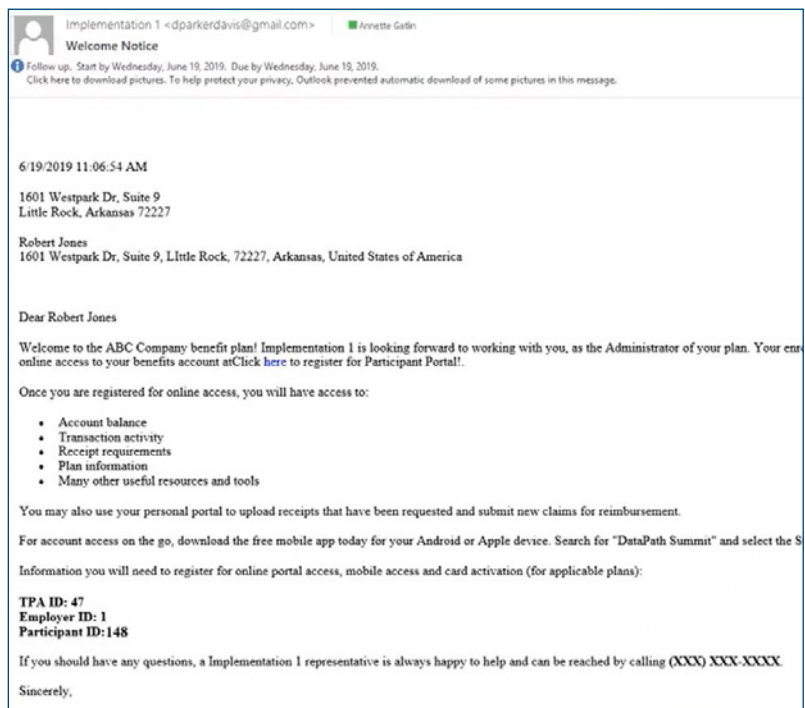 Implementation 1 <dparkerdavis@gmail.com> Annette Gatlin
Welcome Notice
Follow up. Start by Wednesday, June 19, 2019. Due by Wednesday, June 19, 2019.
Click here to download pictures. To help protect your privacy, Outlook prevented automatic download of some pictures in this message.
6/19/2019 11:06:54 AM
1601 Westpark Dr, Suite 9
Little Rock, Arkansas 72227
Robert Jones
1601 Westpark Dr, Suite 9, LIttle Rock, 72227, Arkansas, United States of America
Dear Robert Jones
Welcome to the ABC Company benefit plan! Implementation 1 is looking forward to working with you, as the Administrator of your plan. Your enr
online access to your benefits account atClick here to register for Participant Portal!.
Once you are registered for online access, you will have access to:
• Account balance
• Transaction activity
• Receipt requirements
• Plan information
• Many other useful resources and tools
You may also use your personal portal to upload receipts that have been requested and submit new claims for reimbursement.
For account access on the go, download the free mobile app today for your Android or Apple device. Search for "DataPath Summit" and select the S
Information you will need to register for online portal access, mobile access and card activation (for applicable plans):
TPA ID: 47
Employer ID: 1
Participant ID:148
If you should have any questions, a Implementation 1 representative is always happy to help and can be reached by calling (XXX) XXX-XXXX.
Sincerely,